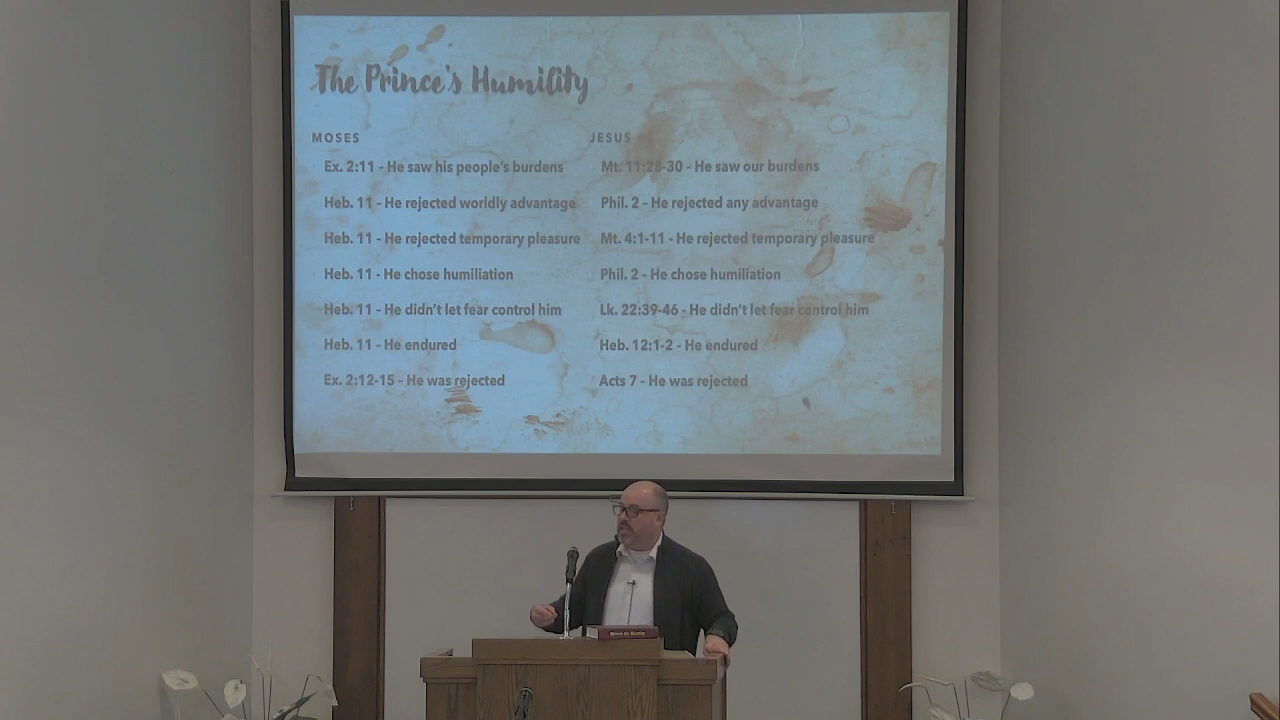 The Prince's Humility
MOSES
Ex. 2:11 - He saw his people's burdens
Heb. 11 - He rejected worldly advantage
Heb. 11 - He rejected temporary pleasure
Heb. 11 - He chose humiliation
Heb. 11 - He didn't let fear control him
Heb. 11 - He endured
Ex. 2:12-15 - He was rejected
JESUS
Mt. 11:28-30 - He saw our burdens
Phil. 2 - He rejected any advantage
Mt. 4:1-11 - He rejected temporary pleasure
Phil. 2 - He chose humiliation
Lk. 22:39-46 - He didn't let fear control him
Heb. 12:1-2 - He endured
Acts 7 - He was rejected